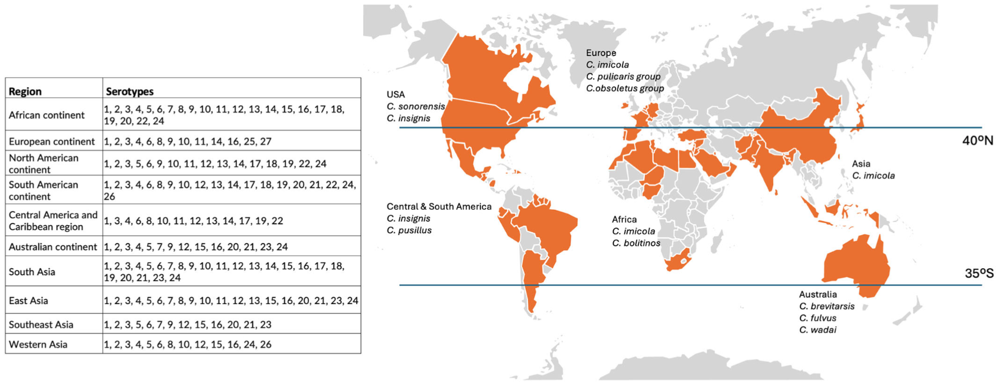 Region Serotypes
African continent 1, 2, 3, 4, 5, 6, 7, 8, 9, 10, 11, 12, 13, 14, 15, 16, 17, 18,
19, 20, 22, 24
European continent 1, 2, 3, 4, 6, 8, 9, 10, 11, 14, 16, 25, 27
North American
continent 1, 2, 3, 5, 6, 9, 10, 11, 12, 13, 14, 17, 18, 19, 22, 24
South American
continent 1, 2, 3, 4, 6, 8, 9, 10, 12, 13, 14, 17, 18, 19, 20, 21, 22, 24,
26
Central America and
Caribbean region 1, 3, 4, 6, 8, 10, 11, 12, 13, 14, 17, 19, 22
Australian continent 1, 2, 3, 4, 5, 7, 9, 12, 15, 16, 20, 21, 23, 24
South Asia 1, 2, 3, 4, 5, 6, 7, 8, 9, 10, 11, 12, 13, 14, 15, 16, 17, 18,
19, 20, 21, 23, 24
East Asia 1, 2, 3, 4, 5, 6, 7, 8, 9, 10, 11, 12, 13, 15, 16, 20, 21, 23, 24
Southeast Asia 1, 2, 3, 5, 6, 7, 9, 12, 15, 16, 20, 21, 23
Western Asia 1, 2, 3, 4, 5, 6, 8, 10, 12, 15, 16, 24, 26
Europe
C. imicola
C. pulicaris group
C.obsoletus group
USA
C. sonorensis
C. insignis
40ºN
Asia
C. imicola
Central & South America
C. insignis
C. pusillus
Africa
C. imicola
C. bolitinos
35ºS
Australia
C. brevitarsis
C. fulvus
C. wadai